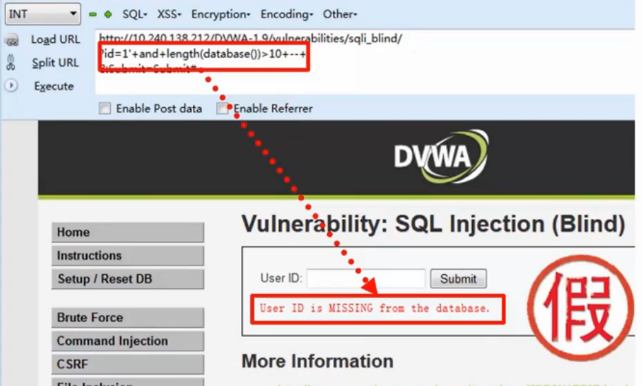 INT SQL- XSS- Encryption- Encoding- Other-
Load URL http://10.240.138.212/DVWA-1.9/vulnerabilities/sqli_blind/
Split URL ?id=1'+and+length(database())>10+--+
&Submit=Submit#
Execute
Enable Post data Enable Referrer
DVWA
Vulnerability: SQL Injection (Blind)
Home
Instructions
Setup / Reset DB
User ID: Submit
User ID is MISSING from the database.
假
Brute Force
Command Injection
CSRF
More Information
File Inclusion